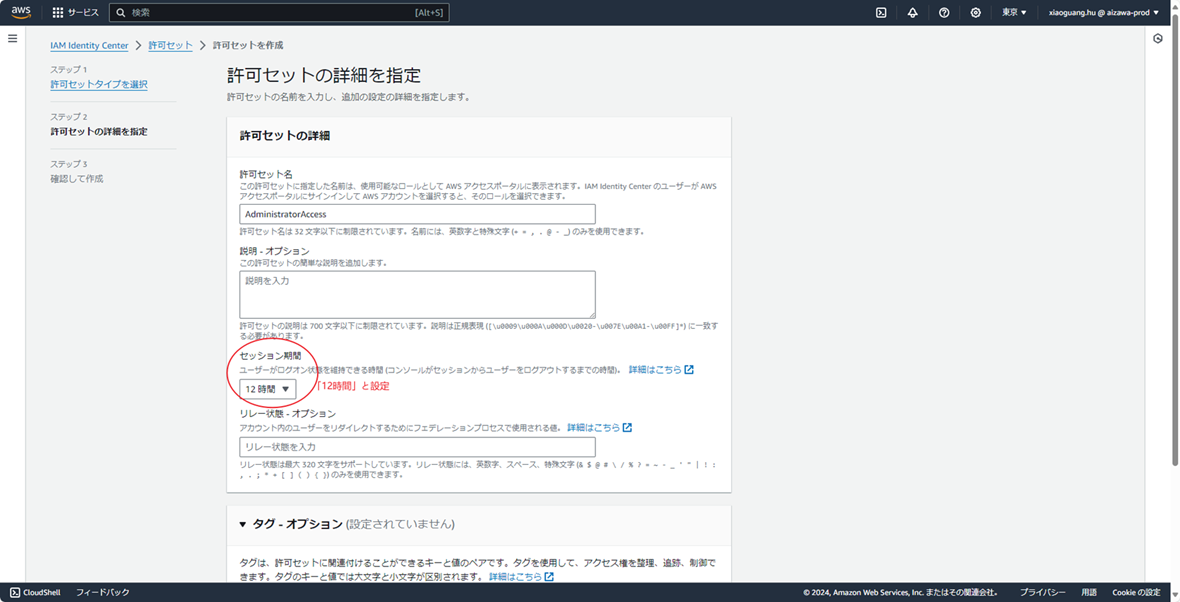 aws
サービス
検索
[Alt+S]
東京 ▼
xiaoguang.hu @ aizawa-prod ▼
IAM Identity Center > 許可セット > 許可セットを作成
ステップ 1
許可セットタイプを選択
ステップ 2
許可セットの詳細を指定
ステップ 3
確認して作成
許可セットの詳細を指定
許可セットの名前を入力し、追加の設定の詳細を指定します。
許可セットの詳細
許可セット名
この許可セットに指定した名前は、使用可能なロールとして AWS アクセスポータルに表示されます。IAM Identity Center のユーザーが AWS
アクセスポータルにサインインして AWS アカウントを選択すると、そのロールを選択できます。
AdministratorAccess
許可セット名は 32 文字以下に制限されています。名前には、英数字と特殊文字 (+ = , . @ - _) のみを使用できます。
説明 - オプション
この許可セットの簡単な説明を追加します。
説明を入力
許可セットの説明は 700 文字以下に制限されています。説明は正規表現 ([\u0009\u000A\u000D\u0020-\u007E\u00A1-\u00FF]*) に一致す
る必要があります。
セッション期間
ユーザーがログオン状態を維持できる時間 (コンソールがセッションからユーザーをログアウトするまでの時間)。 詳細はこちら
12 時間 ▼
「12時間」と設定
リレー状態 - オプション
アカウント内のユーザーをリダイレクトするためにフェデレーションプロセスで使用される値。 詳細はこちら
リレー状態を入力
リレー状態は最大 320 文字をサポートしています。リレー状態には、英数字、スペース、特殊文字 (& $ @ # \ / % ? = ~ - _ ' " | ! :
, . ; * + [ ] ( ) { }) のみを使用できます。
▼ タグ - オプション (設定されていません)
タグは、許可セットに関連付けることができるキーと値のペアです。タグを使用して、アクセス権を整理、追跡、制御で
きます。タグのキーと値では大文字と小文字が区別されます。 詳細はこちら
CloudShell
フィードバック
© 2024, Amazon Web Services, Inc. またはその関連会社。
プライバシー
用語
Cookie の設定